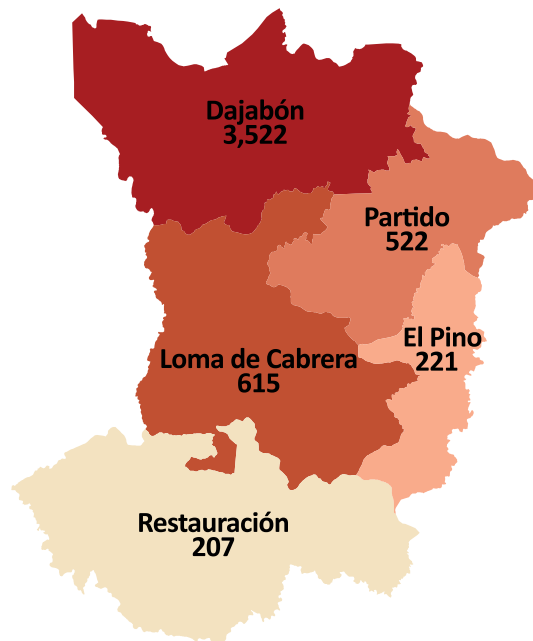 Dajabón
3,522
Partido
522
El Pino
221
Loma de Cabrera
615
Restauración
207